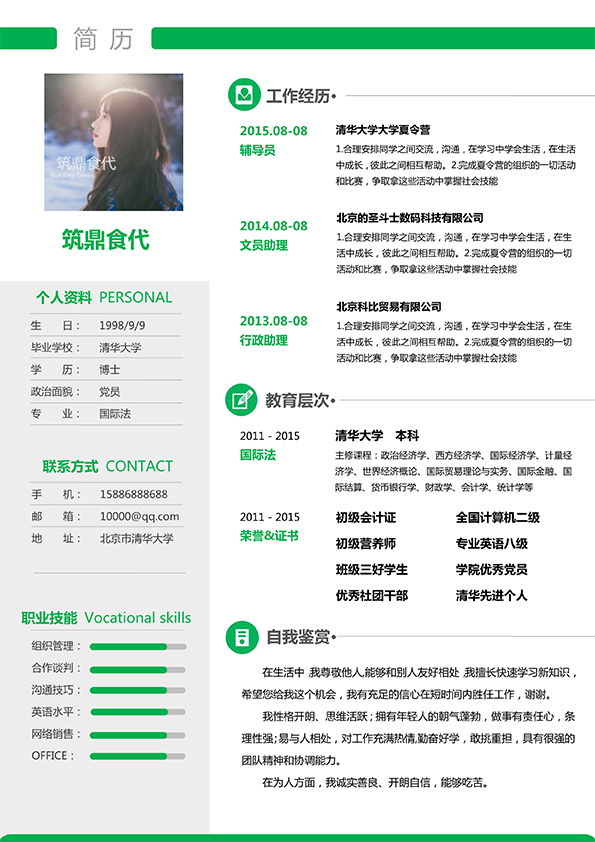 简 历
筑鼎食代
Building Times
筑鼎食代
个人资料 PERSONAL
生 日： 1998/9/9
毕业学校： 清华大学
学 历： 博士
政治面貌： 党员
专 业： 国际法
联系方式 CONTACT
手 机： 15886888688
邮 箱： 10000@qq.com
地 址： 北京市清华大学
职业技能 Vocational skills
组织管理：
合作谈判：
沟通技巧：
英语水平：
网络销售：
OFFICE：
工作经历
2015.08-08 清华大学大学夏令营
辅导员
1.合理安排同学之间交流，沟通，在学习中学会生活，在生活
中成长，彼此之间相互帮助。2.完成夏令营的组织的一切活动
和比赛，争取拿这些活动中掌握社会技能
2014.08-08 北京的圣斗士数码科技有限公司
文员助理
1.合理安排同学之间交流，沟通，在学习中学会生活，在生
活中成长，彼此之间相互帮助。2.完成夏令营的组织的一切
活动和比赛，争取拿这些活动中掌握社会技能
2013.08-08 北京科比贸易有限公司
行政助理
1.合理安排同学之间交流，沟通，在学习中学会生活，在生
活中成长，彼此之间相互帮助。2.完成夏令营的组织的一切
活动和比赛，争取拿这些活动中掌握社会技能
教育层次
2011 - 2015 清华大学 本科
国际法
主修课程：政治经济学、西方经济学、国际经济学、计量经
济学、世界经济概论、国际贸易理论与实务、国际金融、国
际结算、货币银行学、财政学、会计学、统计学等
2011 - 2015 初级会计证 全国计算机二级
荣誉&证书 初级营养师 专业英语八级
班级三好学生 学院优秀党员
优秀社团干部 清华先进个人
自我鉴赏
在生活中 ,我尊敬他人,能够和别人友好相处 ,我擅长快速学习新知识，
希望您给我这个机会，我有充足的信心在短时间内胜任工作，谢谢。
我性格开朗、思维活跃；拥有年轻人的朝气蓬勃，做事有责任心，条
理性强;易与人相处，对工作充满热情,勤奋好学，敢挑重担，具有很强的
团队精神和协调能力。
在为人方面，我诚实善良、开朗自信，能够吃苦。